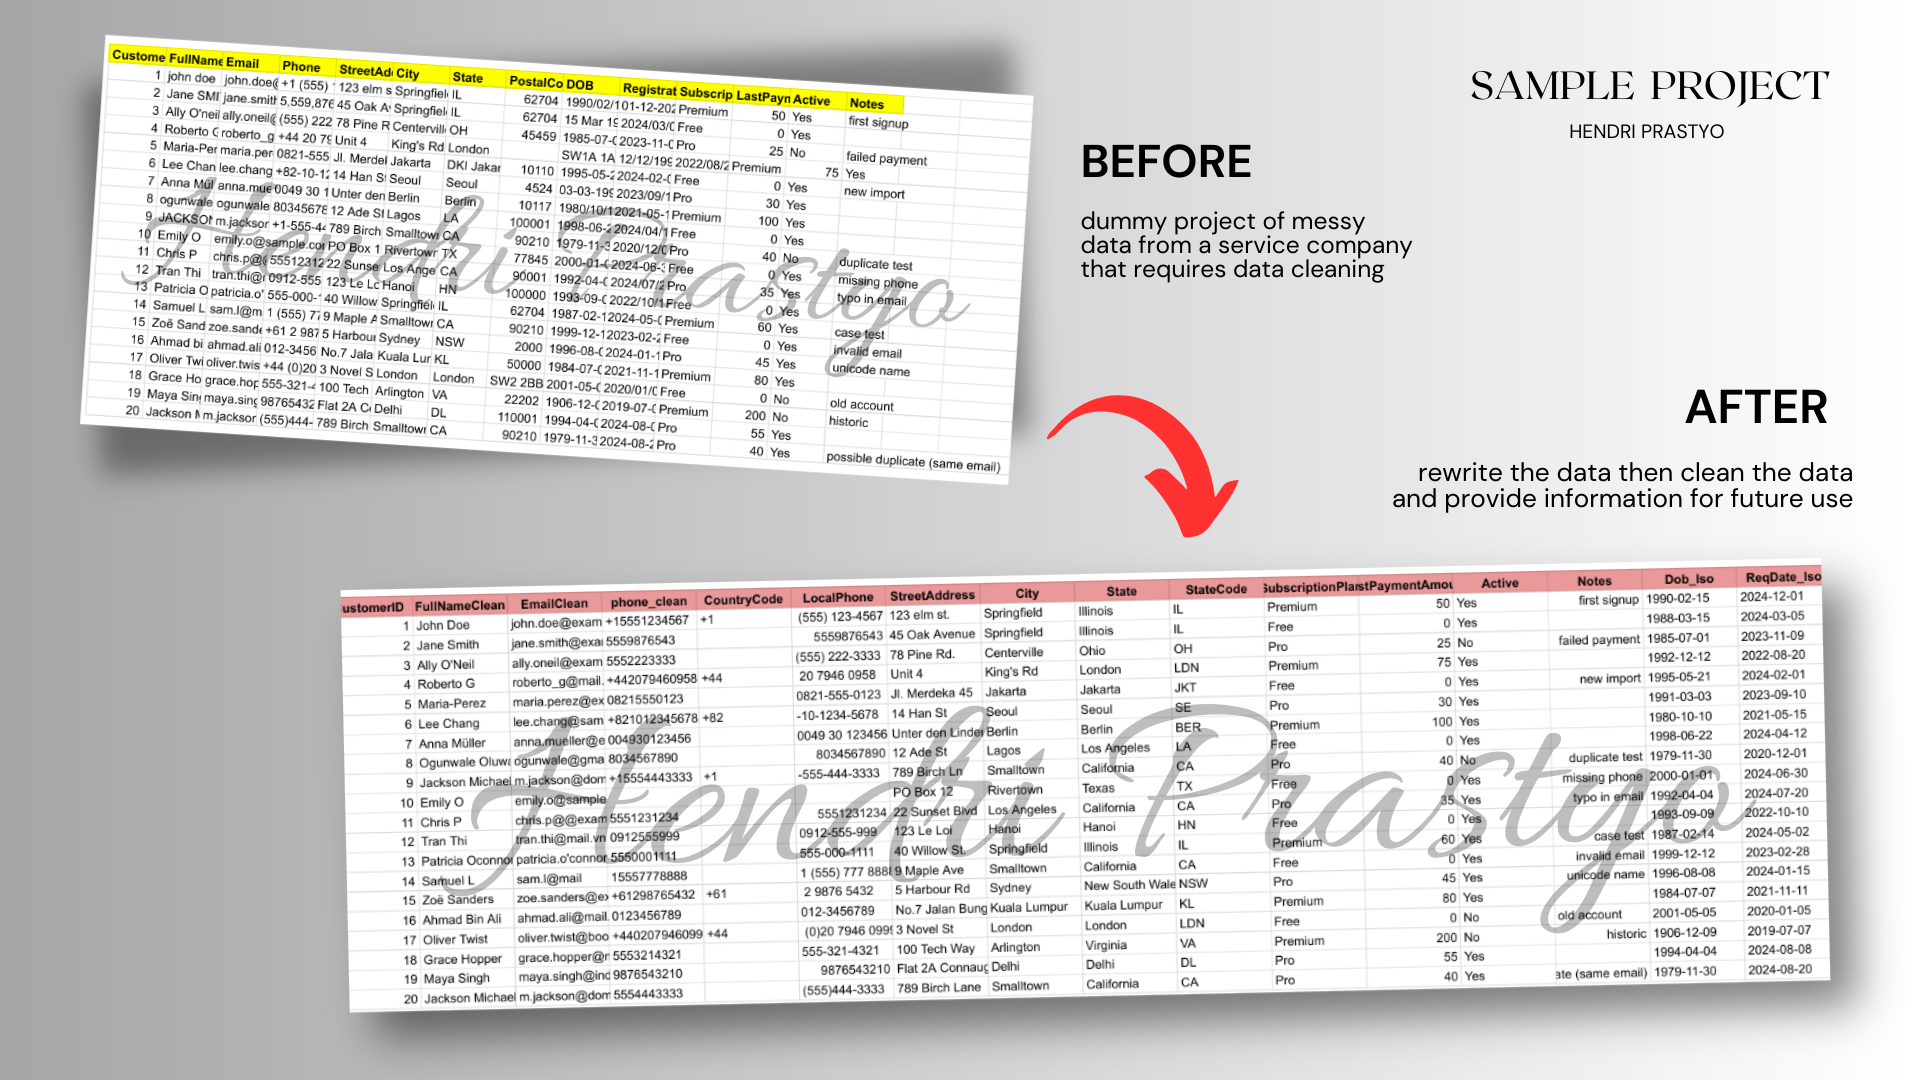 SAMPLE PROJECT
HENDRI PRASTYO
BEFORE
dummy project of messy
data from a service company
that requires data cleaning
AFTER
rewrite the data then clean the data
and provide information for future use
Hendri Prastyo
Custome FullName Email Phone StreetAd City State PostalCo DOB Registrat Subscrip LastPaym Active Notes
1 john doe john.doe@ +1 (555) 123 elm s Springfiel IL 62704 1990/02/1 01-12-202 Premium 50 Yes first signup
2 Jane SMI jane.smith 5,559,876 45 Oak A Springfiel IL 62704 15 Mar 19 2024/03/0 Free 0 Yes
3 Ally O'neil ally.oneil@ (555) 222 78 Pine R Centervill OH 45459 1985-07-0 2023-11-0 Pro 25 No failed payment
4 Roberto G roberto_g +44 20 79 Unit 4 King's Rd London SW1A 1A 12/12/199 2022/08/2 Premium 75 Yes
5 Maria-Per maria.per 0821-555 Jl. Merdel Jakarta DKI Jakar 10110 1995-05-2 2024-02-0 Free 0 Yes new import
6 Lee Chan lee.chang +82-10-12 14 Han S Seoul Seoul 4524 03-03-199 2023/09/1 Pro 30 Yes
7 Anna Mül anna.mue 0049 30 1 Unter den Berlin Berlin 10117 1980/10/1 2021-05-1 Premium 100 Yes
8 ogunwale ogunwale 80345678 12 Ade St Lagos LA 100001 1998-06-2 2024/04/1 Free 0 Yes
9 JACKSON m.jackson +1-555-44 789 Birch Smalltown CA 90210 1979-11-3 2020/12/0 Pro 40 No duplicate test
10 Emily O emily.o@sample.cor PO Box 1 Rivertown TX 77845 2000-01-0 2024-06-3 Free 0 Yes missing phone
11 Chris P chris.p@@ 55512312 22 Sunse Los Ange CA 90001 1992-04-0 2024/07/2 Pro 35 Yes typo in email
12 Tran Thi tran.thi@r 0912-555 123 Le Lo Hanoi HN 100000 1993-09-0 2022/10/1 Free 0 Yes
13 Patricia O patricia.o' 555-000- 40 Willow Springfiel IL 62704 1987-02-1 2024-05-0 Premium 60 Yes case test
14 Samuel L sam.l@m 1 (555) 77 9 Maple A Smalltown CA 90210 1999-12-1 2023-02-2 Free 0 Yes invalid email
15 Zoë Sand zoe.sande +61 2 987 5 Harbour Sydney NSW 2000 1996-08-0 2024-01-1 Pro 45 Yes unicode name
16 Ahmad bi ahmad.ali 012-3456 No.7 Jala Kuala Lur KL 50000 1984-07-0 2021-11-1 Premium 80 Yes
17 Oliver Twi oliver.twis +44 (0)20 3 Novel S London London SW2 2BB 2001-05-0 2020/01/0 Free 0 No old account
18 Grace Ho grace.hop 555-321-4 100 Tech Arlington VA 22202 1906-12-0 2019-07-0 Premium 200 No historic
19 Maya Sin maya.sing 98765432 Flat 2A C Delhi DL 110001 1994-04-0 2024-08-0 Pro 55 Yes
20 Jackson M m.jackson (555)444- 789 Birch Smalltown CA 90210 1979-11-3 2024-08-2 Pro 40 Yes possible duplicate (same email)
Hendri Prastyo
ustomerID FullNameClean EmailClean phone_clean CountryCode LocalPhone StreetAddress City State StateCode SubscriptionPlan stPaymentAmou Active Notes Dob_Iso ReqDate_Iso
1 John Doe john.doe@exam +15551234567 +1 (555) 123-4567 123 elm st. Springfield Illinois IL Premium 50 Yes first signup 1990-02-15 2024-12-01
2 Jane Smith jane.smith@exa 5559876543 5559876543 45 Oak Avenue Springfield Illinois IL Free 0 Yes 1988-03-15 2024-03-05
3 Ally O'Neil ally.oneil@exam 5552223333 (555) 222-3333 78 Pine Rd. Centerville Ohio OH Pro 25 No failed payment 1985-07-01 2023-11-09
4 Roberto G roberto_g@mail. +442079460958 +44 20 7946 0958 Unit 4 King's Rd London LDN Premium 75 Yes 1992-12-12 2022-08-20
5 Maria-Perez maria.perez@ex 08215550123 0821-555-0123 Jl. Merdeka 45 Jakarta Jakarta JKT Free 0 Yes new import 1995-05-21 2024-02-01
6 Lee Chang lee.chang@sam +821012345678 +82 -10-1234-5678 14 Han St Seoul Seoul SE Pro 30 Yes 1991-03-03 2023-09-10
7 Anna Müller anna.mueller@e 004930123456 0049 30 123456 Unter den Linder Berlin Berlin BER Premium 100 Yes 1980-10-10 2021-05-15
8 Ogunwale Oluwa ogunwale@gma 8034567890 8034567890 12 Ade St Lagos Los Angeles LA Free 0 Yes 1998-06-22 2024-04-12
9 Jackson Michael m.jackson@dom +15554443333 +1 -555-444-3333 789 Birch Ln Smalltown California CA Pro 40 No duplicate test 1979-11-30 2020-12-01
10 Emily O emily.o@sample PO Box 12 Rivertown Texas TX Free 0 Yes missing phone 2000-01-01 2024-06-30
11 Chris P chris.p@@exam 5551231234 5551231234 22 Sunset Blvd Los Angeles California CA Pro 35 Yes typo in email 1992-04-04 2024-07-20
12 Tran Thi tran.thi@mail.vn 0912555999 0912-555-999 123 Le Loi Hanoi Hanoi HN Free 0 Yes 1993-09-09 2022-10-10
13 Patricia Oconnor patricia.o'connor 5550001111 555-000-1111 40 Willow St. Springfield Illinois IL Premium 60 Yes case test 1987-02-14 2024-05-02
14 Samuel L sam.l@mail 15557778888 1 (555) 777 8888 9 Maple Ave Smalltown California CA Free 0 Yes invalid email 1999-12-12 2023-02-28
15 Zoë Sanders zoe.sanders@ex +61298765432 +61 2 9876 5432 5 Harbour Rd Sydney New South Wale NSW Pro 45 Yes unicode name 1996-08-08 2024-01-15
16 Ahmad Bin Ali ahmad.ali@mail. 0123456789 012-3456789 No.7 Jalan Bung Kuala Lumpur Kuala Lumpur KL Premium 80 Yes 1984-07-07 2021-11-11
17 Oliver Twist oliver.twist@boo +440207946099 +44 (0)20 7946 099 3 Novel St London London LDN Free 0 No old account 2001-05-05 2020-01-05
18 Grace Hopper grace.hopper@r 5553214321 555-321-4321 100 Tech Way Arlington Virginia VA Premium 200 No historic 1906-12-09 2019-07-07
19 Maya Singh maya.singh@ind 9876543210 9876543210 Flat 2A Connaug Delhi Delhi DL Pro 55 Yes 1994-04-04 2024-08-08
20 Jackson Michael m.jackson@dom 5554443333 (555)444-3333 789 Birch Lane Smalltown California CA Pro 40 Yes ate (same email) 1979-11-30 2024-08-20